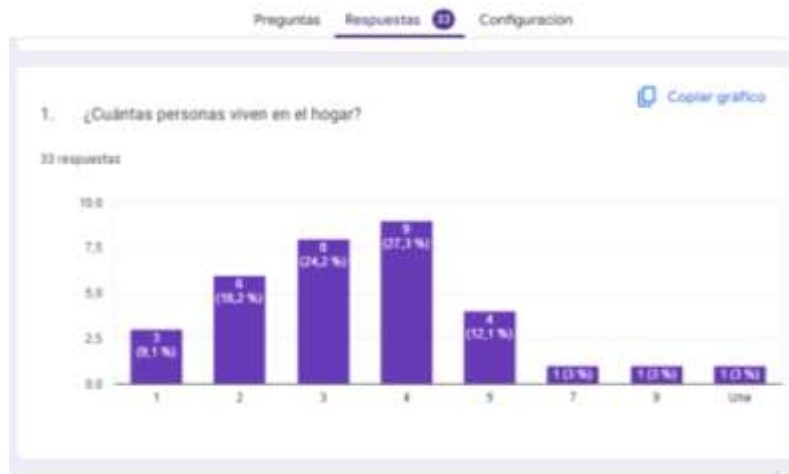 Preguntas Respuestas 33 Configuración
Copiar gráfico
1. ¿Cuántas personas viven en el hogar?
33 respuestas
10.0
7.5
5.0
2.5
0.0
3 (9,1 %)
6 (18,2 %)
8 (24,2 %)
9 (27,3 %)
4 (12,1 %)
1 (3 %)
1 (3 %)
1 (3 %)
1 2 3 4 5 7 9 Una